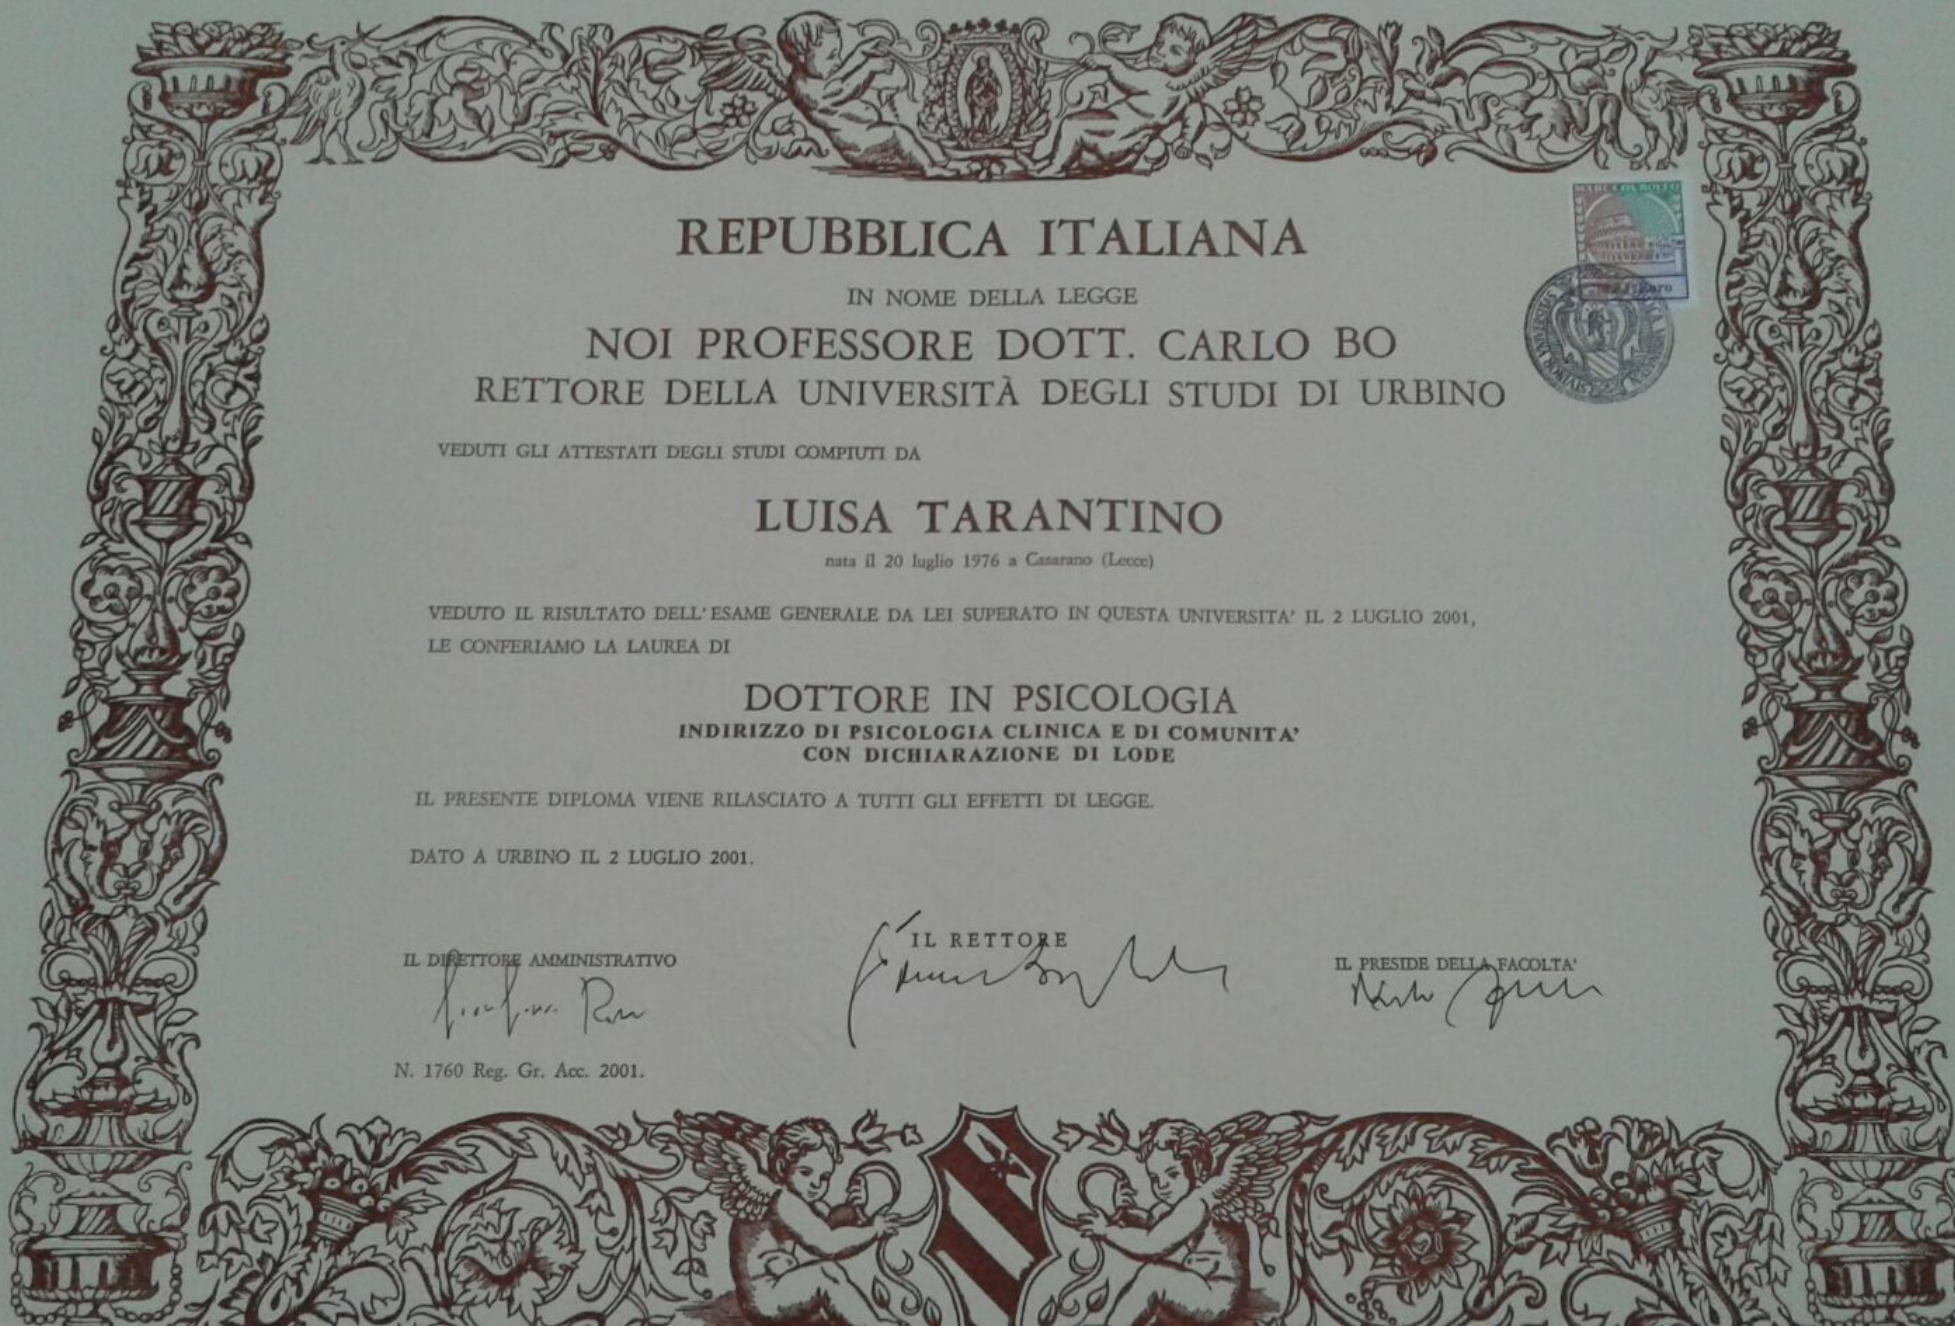 REPUBBLICA ITALIANA
MARCA DA BOLLO
IN NOME DELLA LEGGE
NOI PROFESSORE DOTT. CARLO BO
RETTORE DELLA UNIVERSITÀ DEGLI STUDI DI URBINO
VEDUTI GLI ATTESTATI DEGLI STUDI COMPIUTI DA
LUISA TARANTINO
nata il 20 luglio 1976 a Casarano (Lecce)
VEDUTO IL RISULTATO DELL'ESAME GENERALE DA LEI SUPERATO IN QUESTA UNIVERSITA' IL 2 LUGLIO 2001,
LE CONFERIAMO LA LAUREA DI
DOTTORE IN PSICOLOGIA
INDIRIZZO DI PSICOLOGIA CLINICA E DI COMUNITA'
CON DICHIARAZIONE DI LODE
IL PRESENTE DIPLOMA VIENE RILASCIATO A TUTTI GLI EFFETTI DI LEGGE.
DATO A URBINO IL 2 LUGLIO 2001.
IL DIRETTORE AMMINISTRATIVO
IL RETTORE
IL PRESIDE DELLA FACOLTA'
N. 1760 Reg. Gr. Acc. 2001.